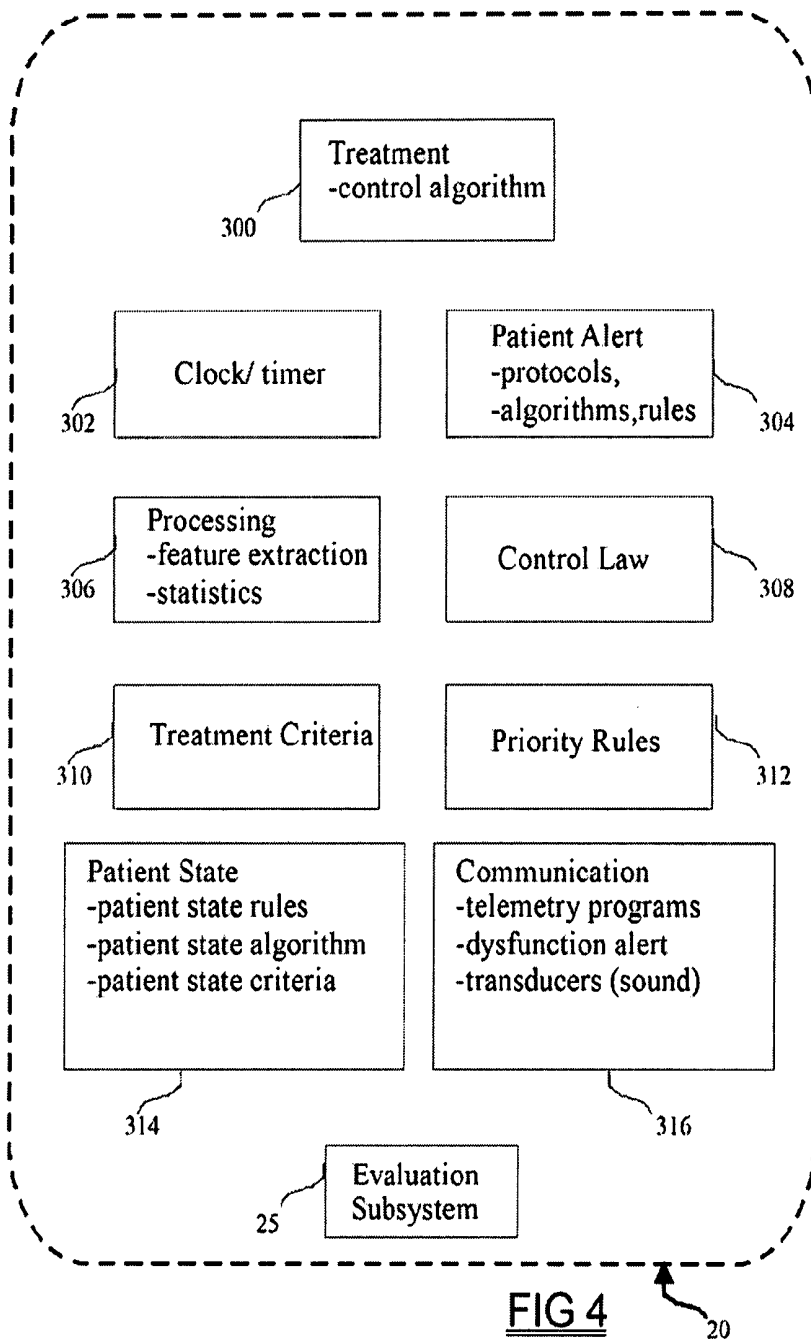 Treatment
-control algorithm
300
Clock/ timer
302
Patient Alert
-protocols,
-algorithms,rules
304
Processing
-feature extraction
-statistics
306
Control Law
308
Treatment Criteria
310
Priority Rules
312
Patient State
-patient state rules
-patient state algorithm
-patient state criteria
314
Communication
-telemetry programs
-dysfunction alert
-transducers (sound)
316
Evaluation
Subsystem
25
FIG 4
20